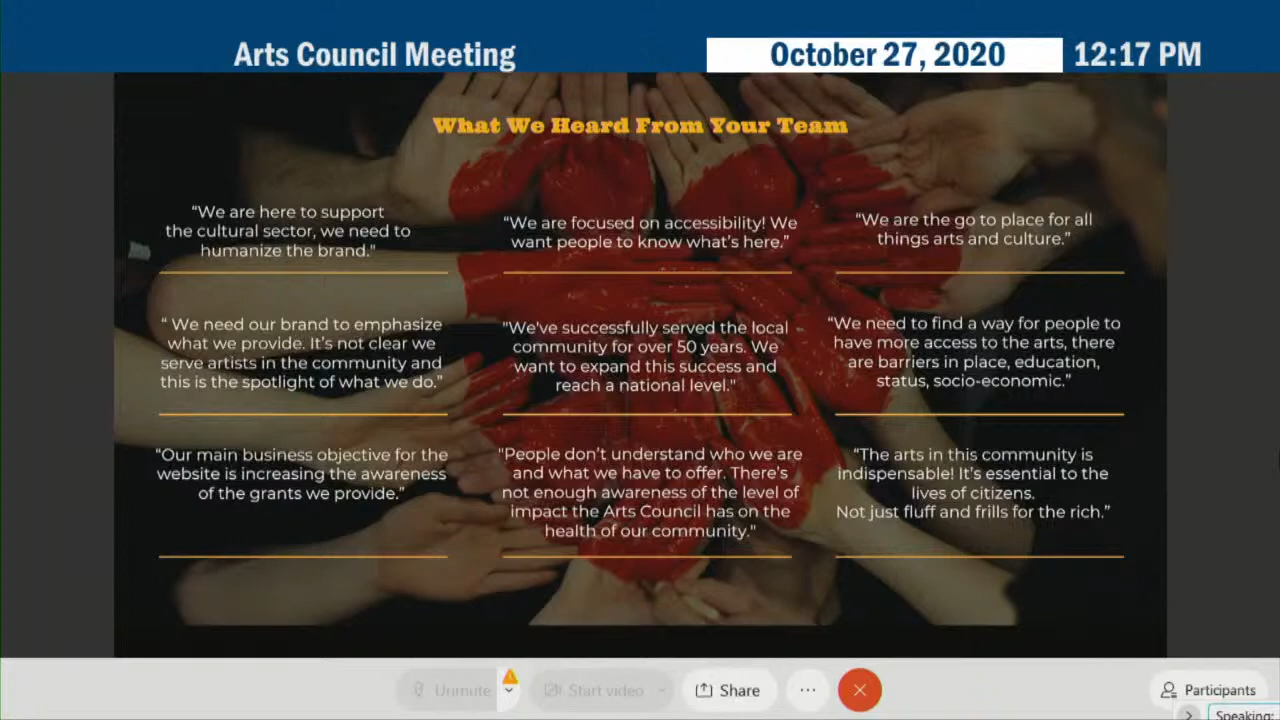 Arts Council Meeting
October 27, 2020
12:17 PM
What We Heard From Your Team
“We are here to support
the cultural sector, we need to
humanize the brand."
“We are focused on accessibility! We
want people to know what’s here.”
“We are the go to place for all
things arts and culture.”
“ We need our brand to emphasize
what we provide. It’s not clear we
serve artists in the community and
this is the spotlight of what we do.”
"We've successfully served the local
community for over 50 years. We
want to expand this success and
reach a national level."
“We need to find a way for people to
have more access to the arts, there
are barriers in place, education,
status, socio-economic.”
“Our main business objective for the
website is increasing the awareness
of the grants we provide.”
"People don’t understand who we are
and what we have to offer. There’s
not enough awareness of the level of
impact the Arts Council has on the
health of our community."
“The arts in this community is
indispensable! It’s essential to the
lives of citizens.
Not just fluff and frills for the rich.”
Unmute
Start video
Share
Participants
Speaking: